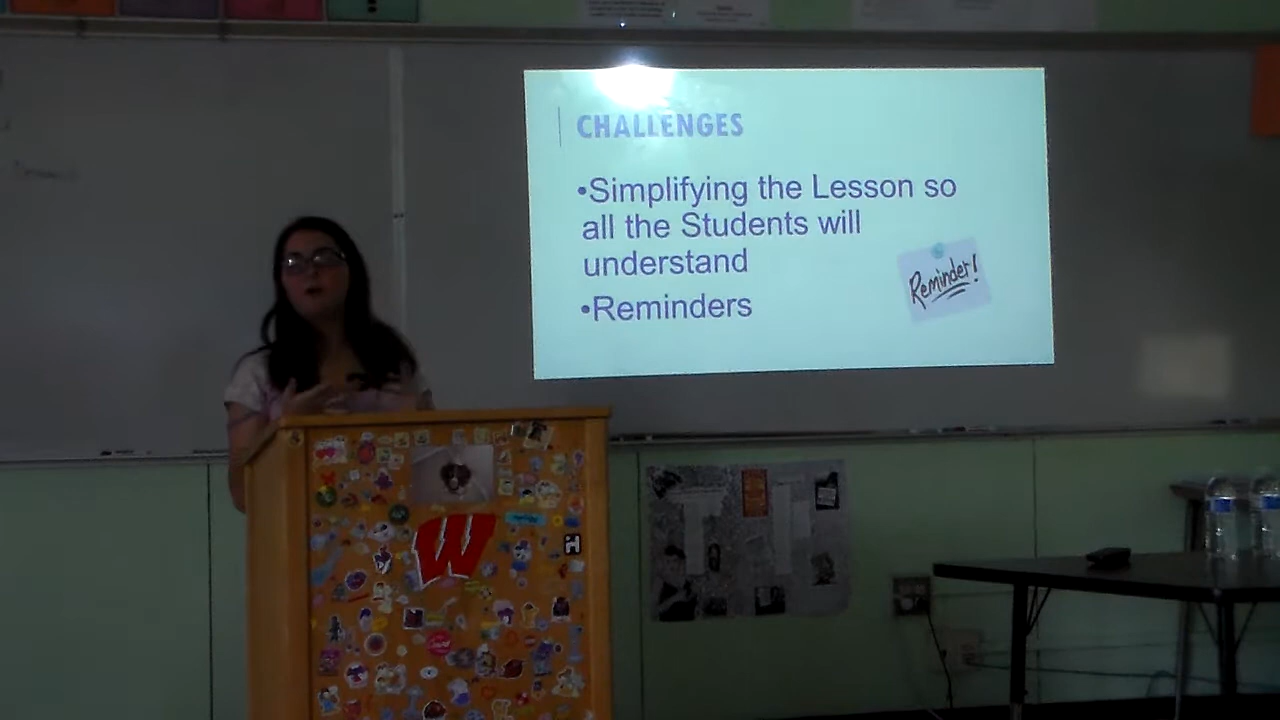 CHALLENGES
•Simplifying the Lesson so
all the Students will
understand
•Reminders
Reminder!
W
H